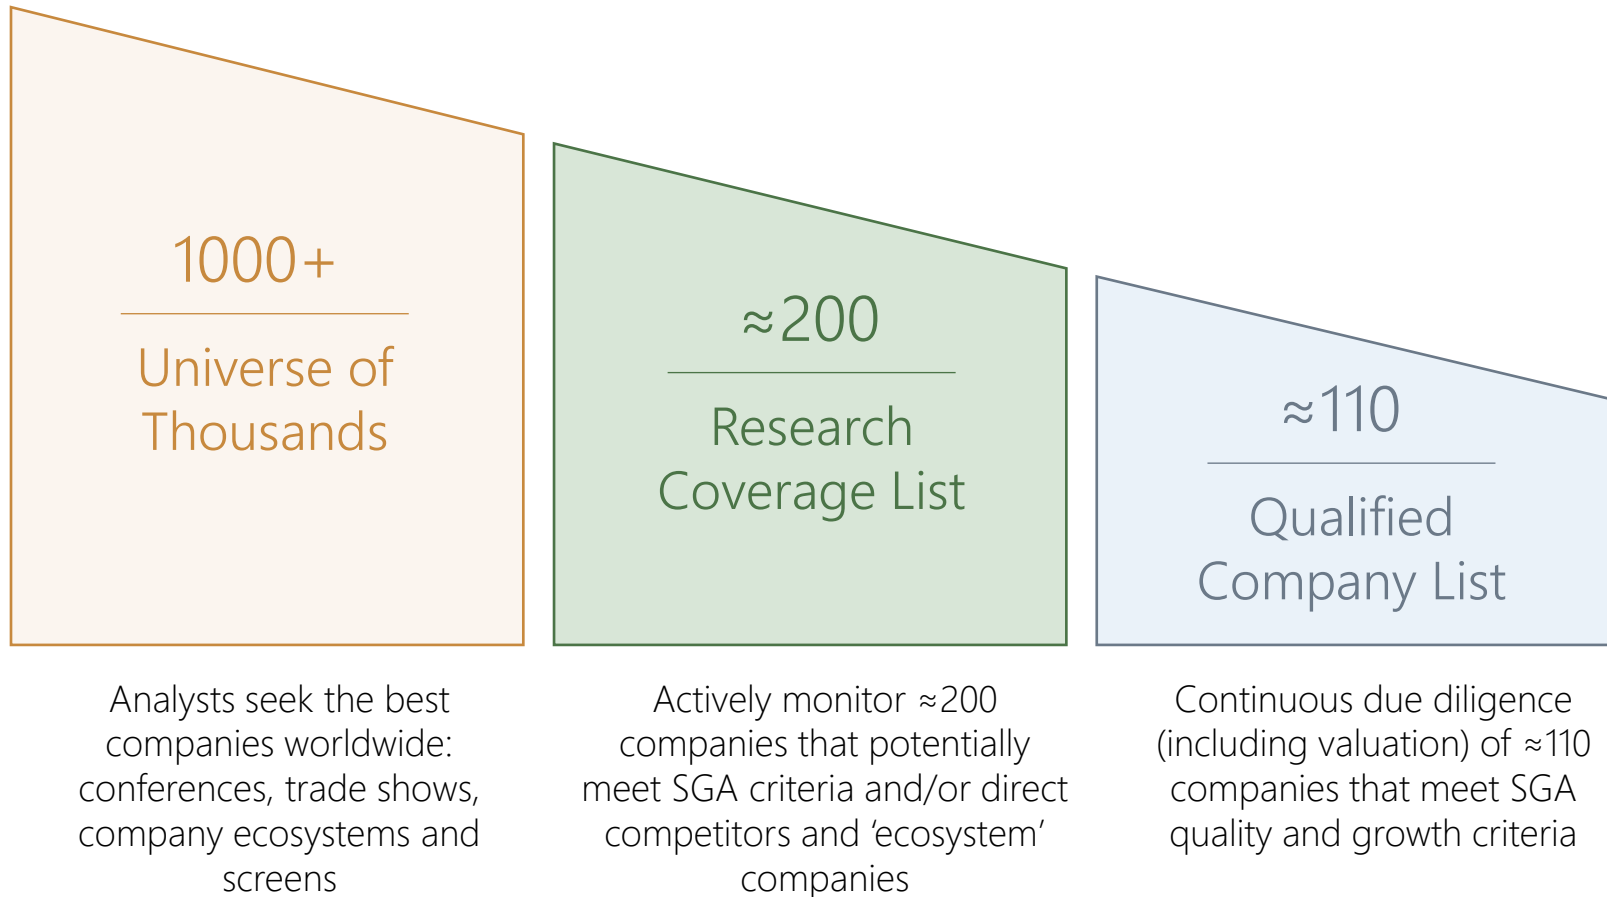 1000+
Universe of
Thousands
≈200
Research
Coverage List
≈110
Qualified
Company List
Analysts seek the best
companies worldwide:
conferences, trade shows,
company ecosystems and
screens
Actively monitor ≈200
companies that potentially
meet SGA criteria and/or direct
competitors and ‘ecosystem’
companies
Continuous due diligence
(including valuation) of ≈110
companies that meet SGA
quality and growth criteria